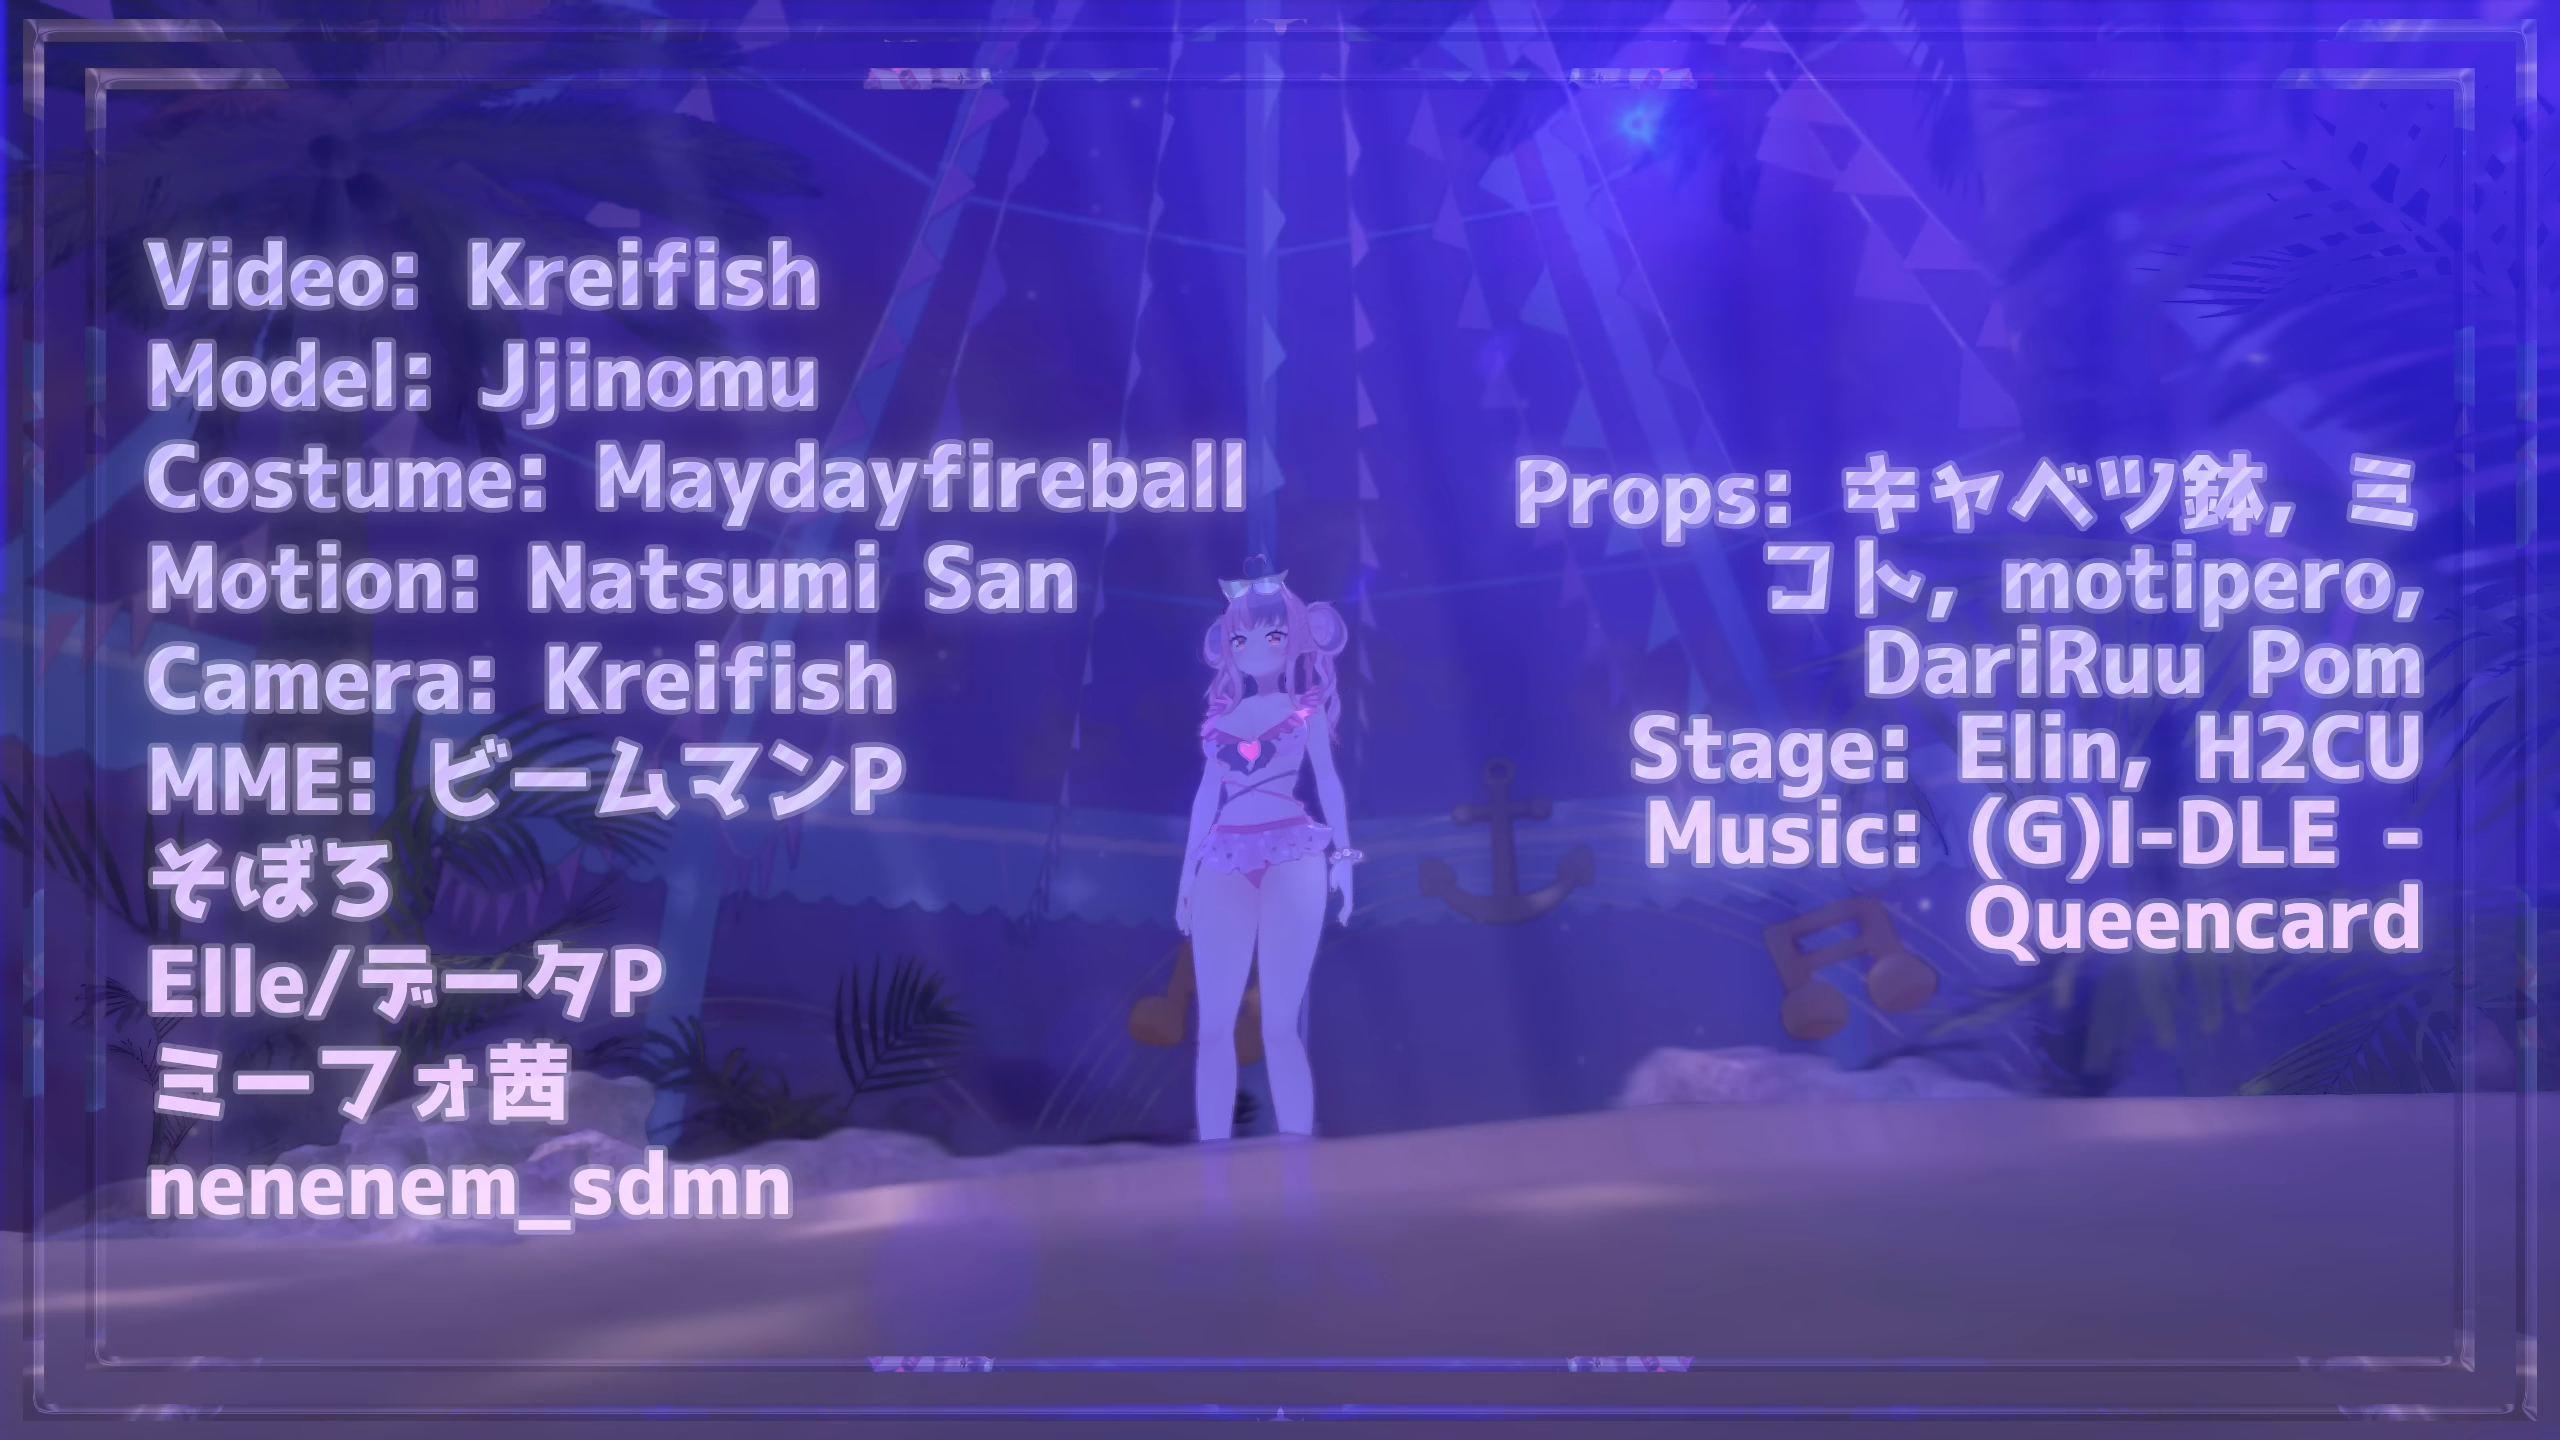 Video: Kreifish
Model: Jjinomu
Costume: Maydayfireball
Motion: Natsumi San
Camera: Kreifish
MME: ビームマンP
そぼろ
Elle/データP
ミーフォ茜
nenenem_sdmn
Props: キャベツ鉢, ミ
コト, motipero,
DariRuu Pom
Stage: Elin, H2CU
Music: (G)I-DLE -
Queencard